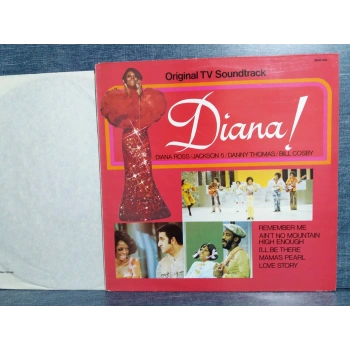 Original TV Soundtrack
Diana!
DIANA ROSS/JACKSON 5/DANNY THOMAS/BILL COSBY
REMEMBER ME
AIN'T NO MOUNTAIN
HIGH ENOUGH
I'LL BE THERE
MAMA'S PEARL
LOVE STORY